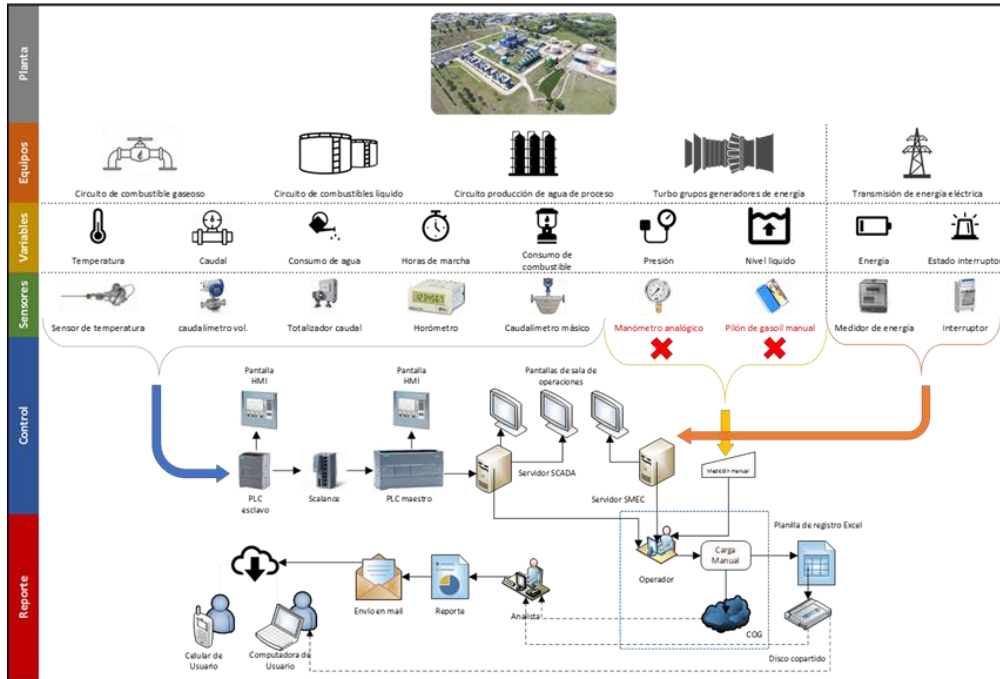 Planta
Equipos
Circuito de combustible gaseoso
Circuito de combustibles líquido
Circuito producción de agua de proceso
Turbo grupos generadores de energía
Transmisión de energía eléctrica
Variables
Temperatura
Caudal
Consumo de agua
Horas de marcha
Consumo de
combustible
Presión
Nivel líquido
Energía
Estado interruptor
Sensores
1234567
Sensor de temperatura
caudalímetro vol.
Totalizador caudal
Horómetro
Caudalímetro másico
Manómetro analógico
Pilón de gasoil manual
Medidor de energía
Interruptor
Control
Pantalla
HMI
Pantalla
HMI
Pantallas de sala de
operaciones
PLC
esclavo
Scalance
PLC maestro
Servidor SCADA
Servidor SMEC
Medición manual
Reporte
Planilla de registro Excel
Operador
Carga
Manual
COG
Disco copartido
Analista
Reporte
Envío en mail
Celular de
Usuario
Computadora de
Usuario